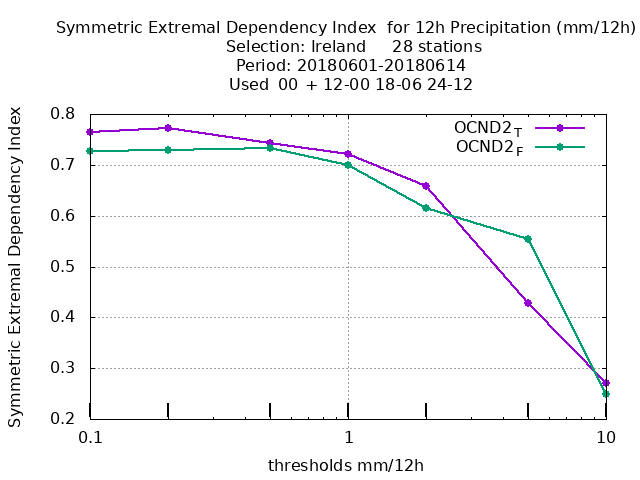 Symmetric Extremal Dependency Index  for 12h Precipitation (mm/12h)
Selection: Ireland     28 stations
Period: 20180601-20180614
Used  00 + 12-00 18-06 24-12
OCND2T
OCND2F
0.8
0.7
0.6
0.5
0.4
0.3
0.2
Symmetric Extremal Dependency Index
0.1 1 10
thresholds mm/12h